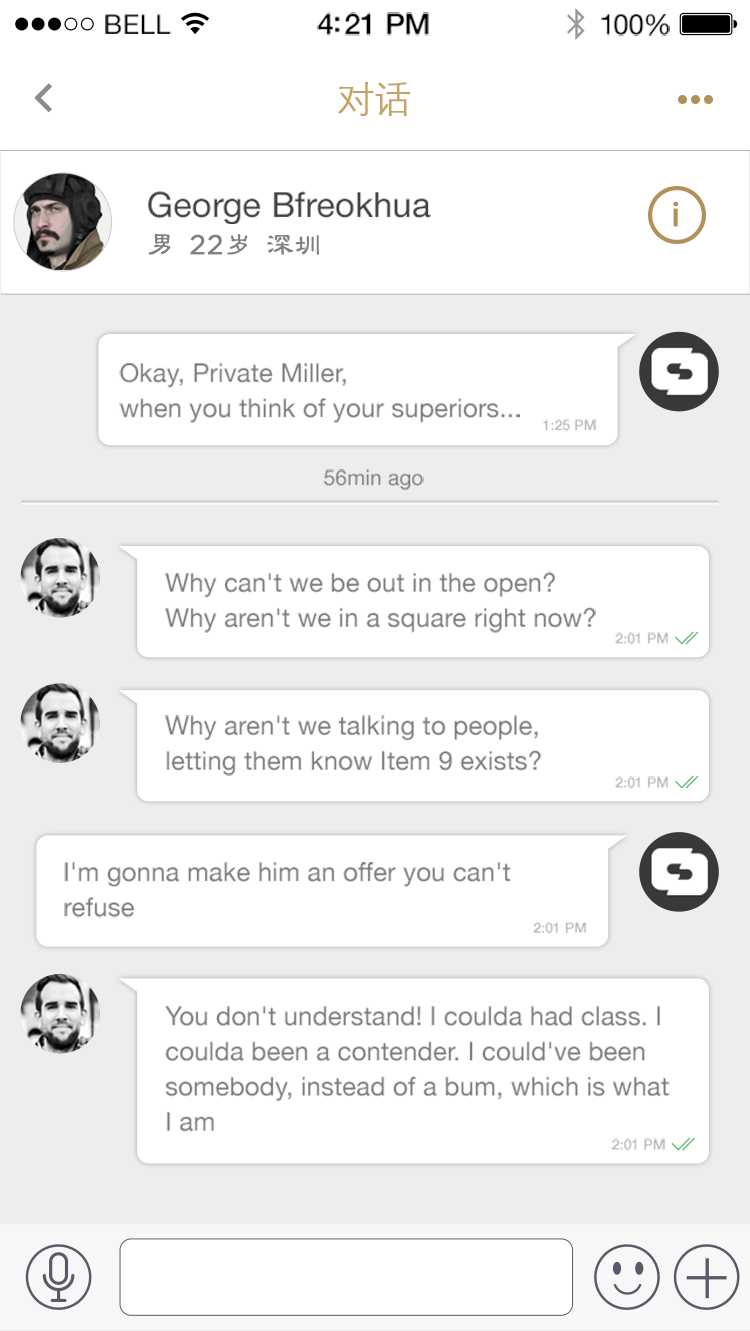 BELL 4:21 PM 100%
对话
George Bfreokhua
男 22岁 深圳
Okay, Private Miller,
when you think of your superiors...
1:25 PM
56min ago
Why can't we be out in the open?
Why aren't we in a square right now?
2:01 PM
Why aren't we talking to people,
letting them know Item 9 exists?
2:01 PM
I'm gonna make him an offer you can't
refuse
2:01 PM
You don't understand! I coulda had class. I
coulda been a contender. I could've been
somebody, instead of a bum, which is what
I am
2:01 PM